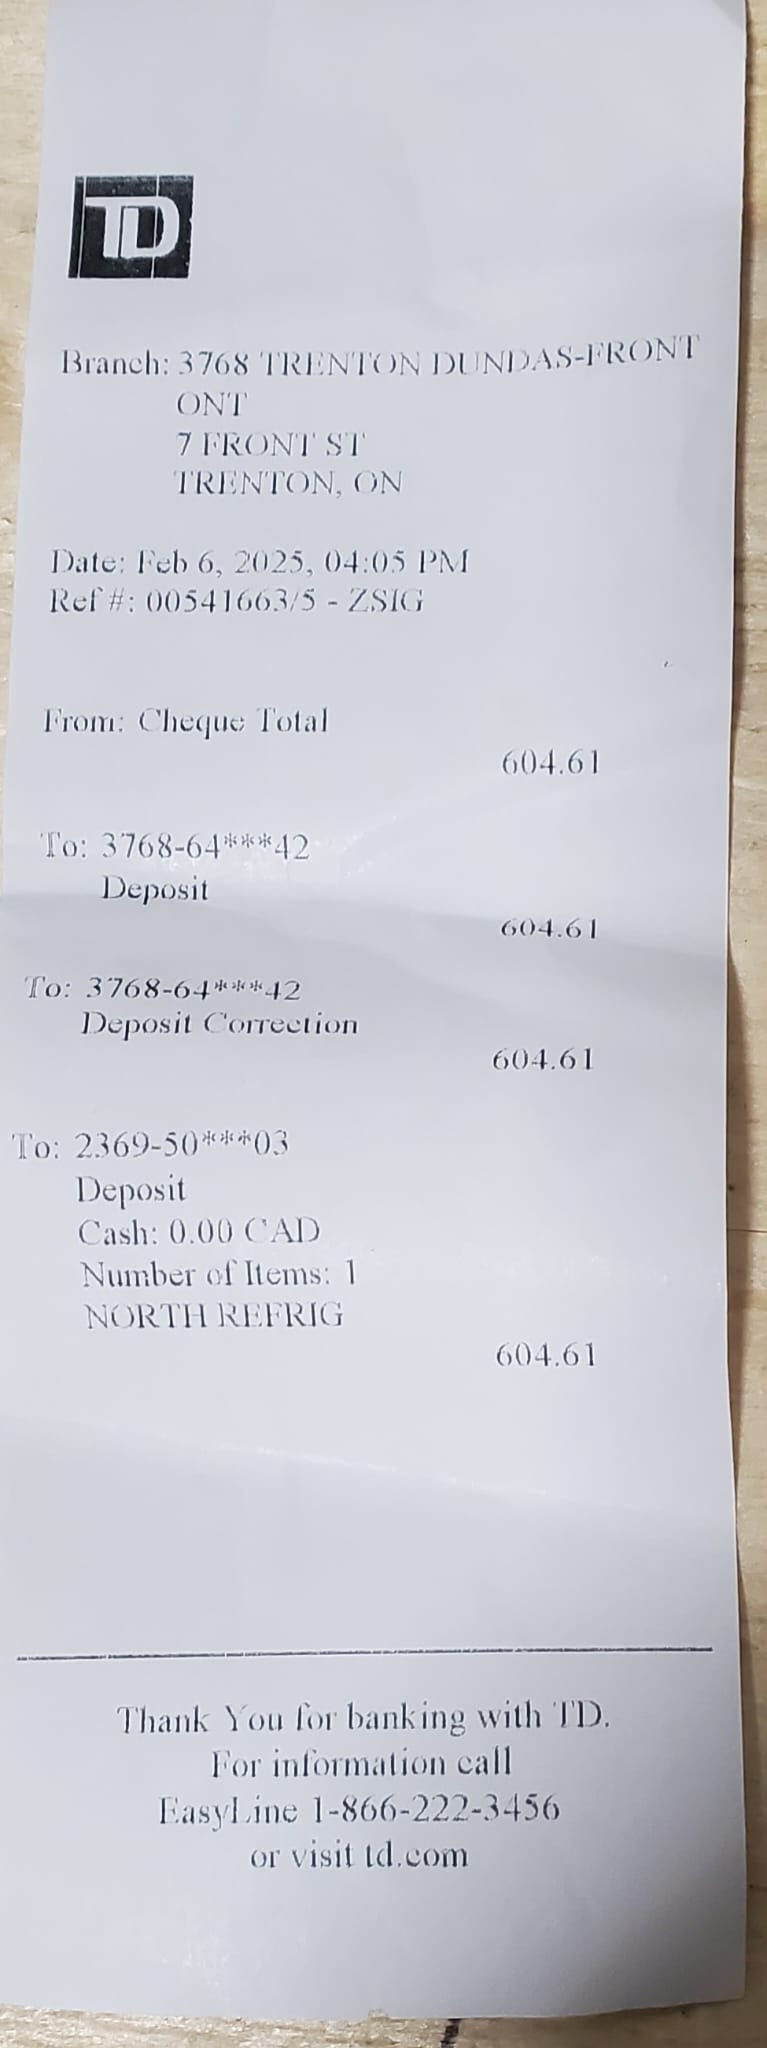 TD
Branch: 3768 TRENTON DUNDAS-FRONT
ONT
7 FRONT ST
TRENTON, ON
Date: Feb 6, 2025, 04:05 PM
Ref #: 00541663/5 - ZSIG
From: Cheque Total
604.61
To: 3768-64***42
Deposit
604.61
To: 3768-64***42
Deposit Correction
604.61
To: 2369-50***03
Deposit
Cash: 0.00 CAD
Number of Items: 1
NORTH REFRIG
604.61
Thank You for banking with TD.
For information call
EasyLine 1-866-222-3456
or visit td.com